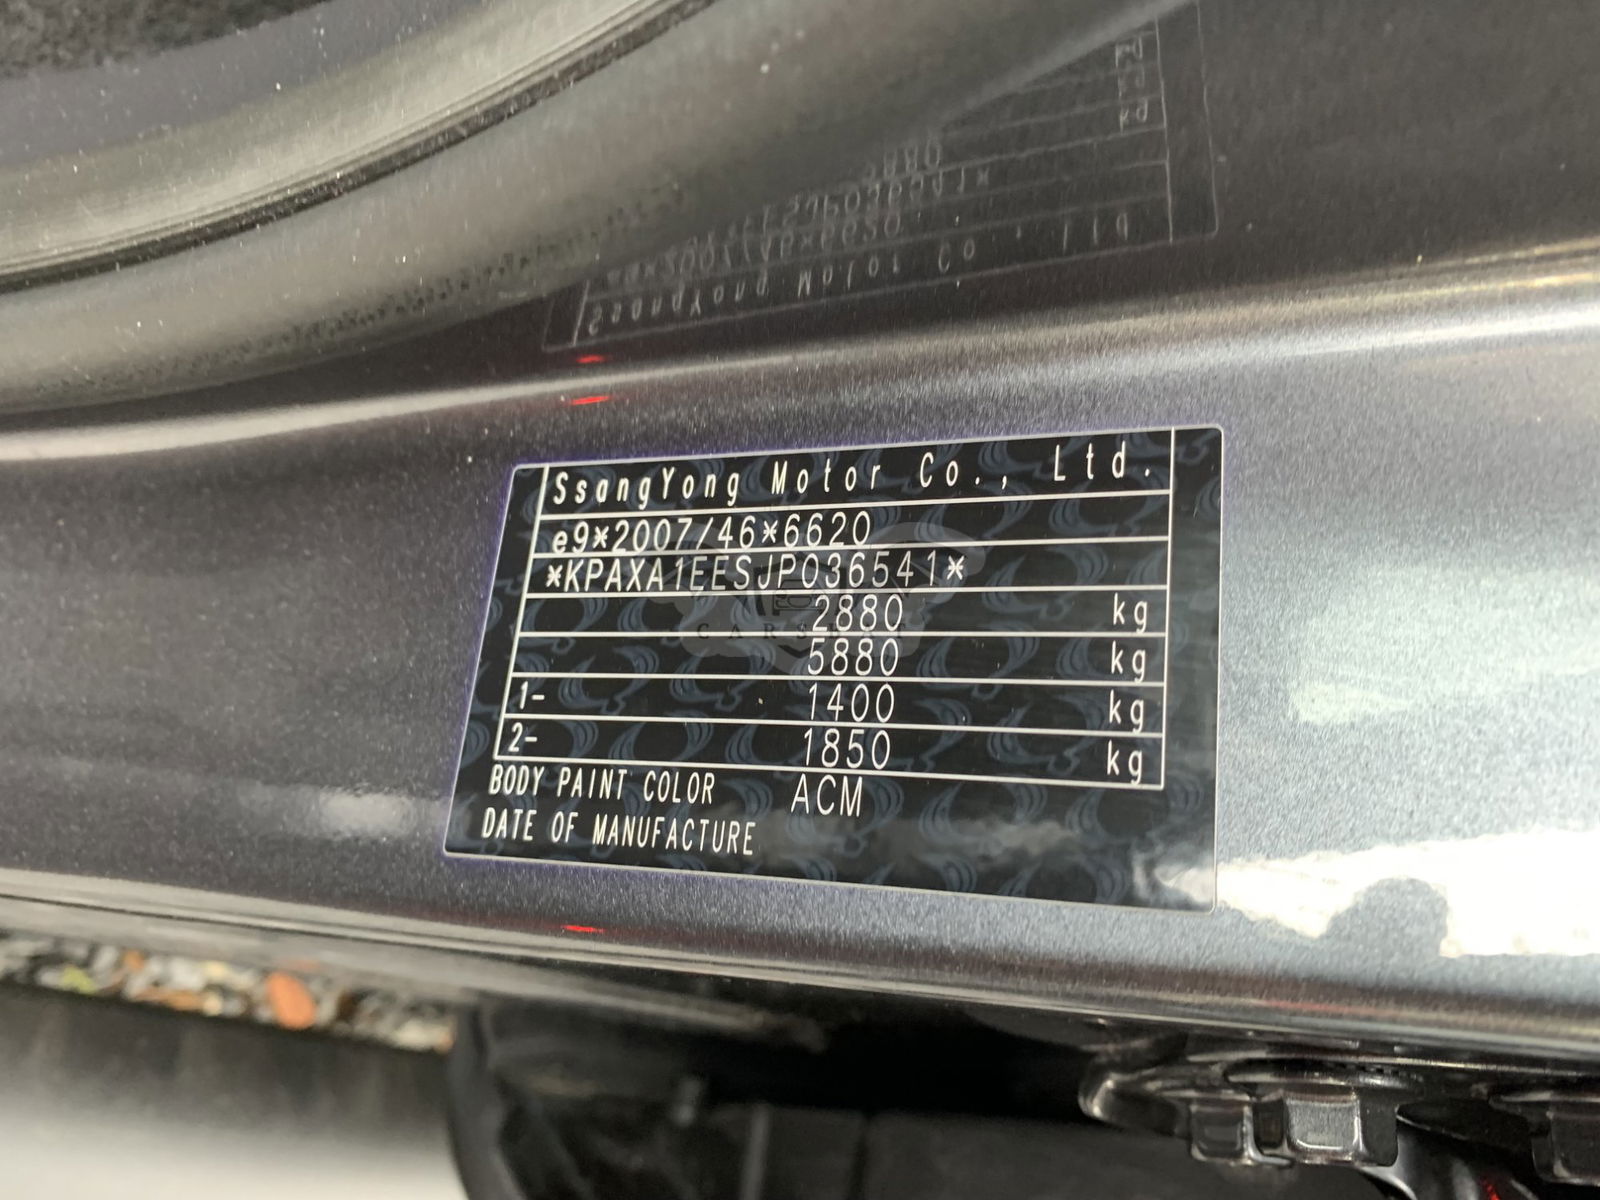 SsangYong Motor Co., Ltd.
e9*2007/46*6620
*KPAXA1EESJP036541*
2880 kg
5880 kg
1- 1400 kg
2- 1850 kg
BODY PAINT COLOR ACM
DATE OF MANUFACTURE